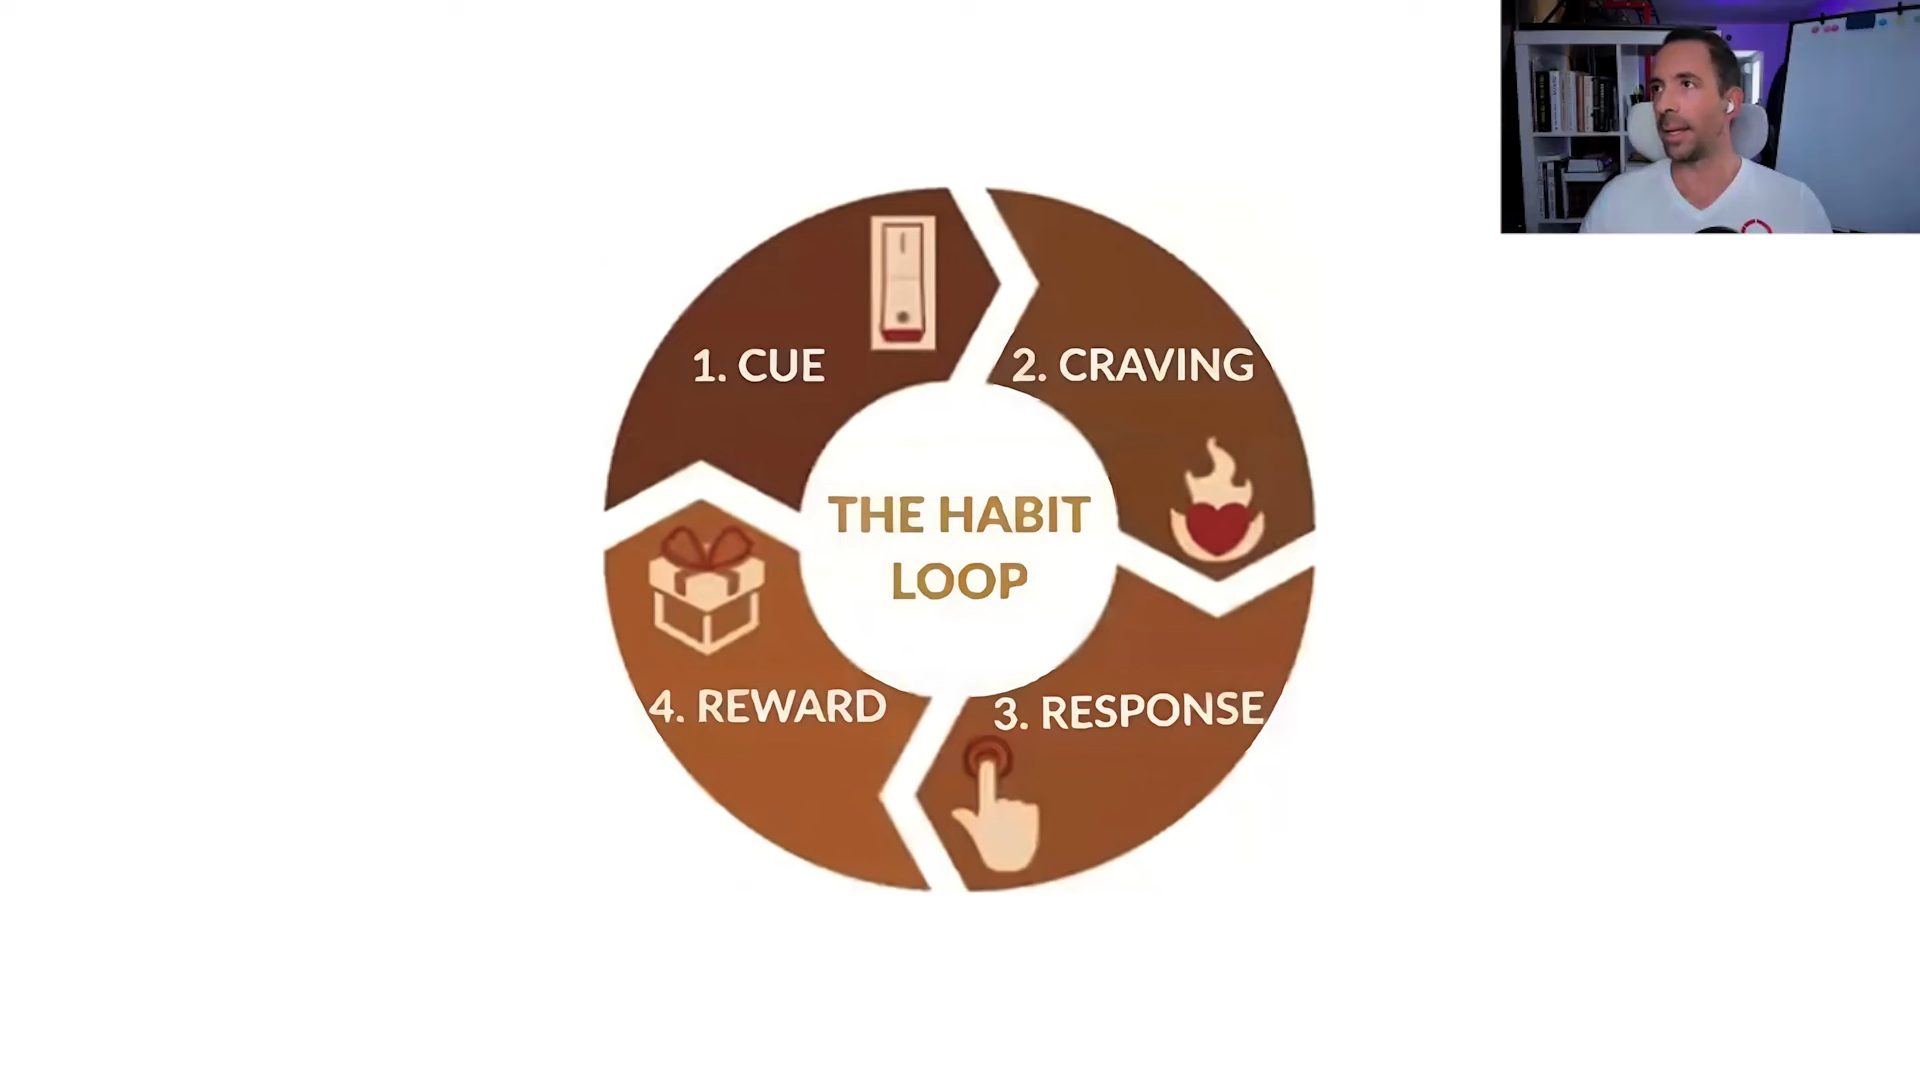 1. CUE
2. CRAVING
THE HABIT
LOOP
4. REWARD
3. RESPONSE